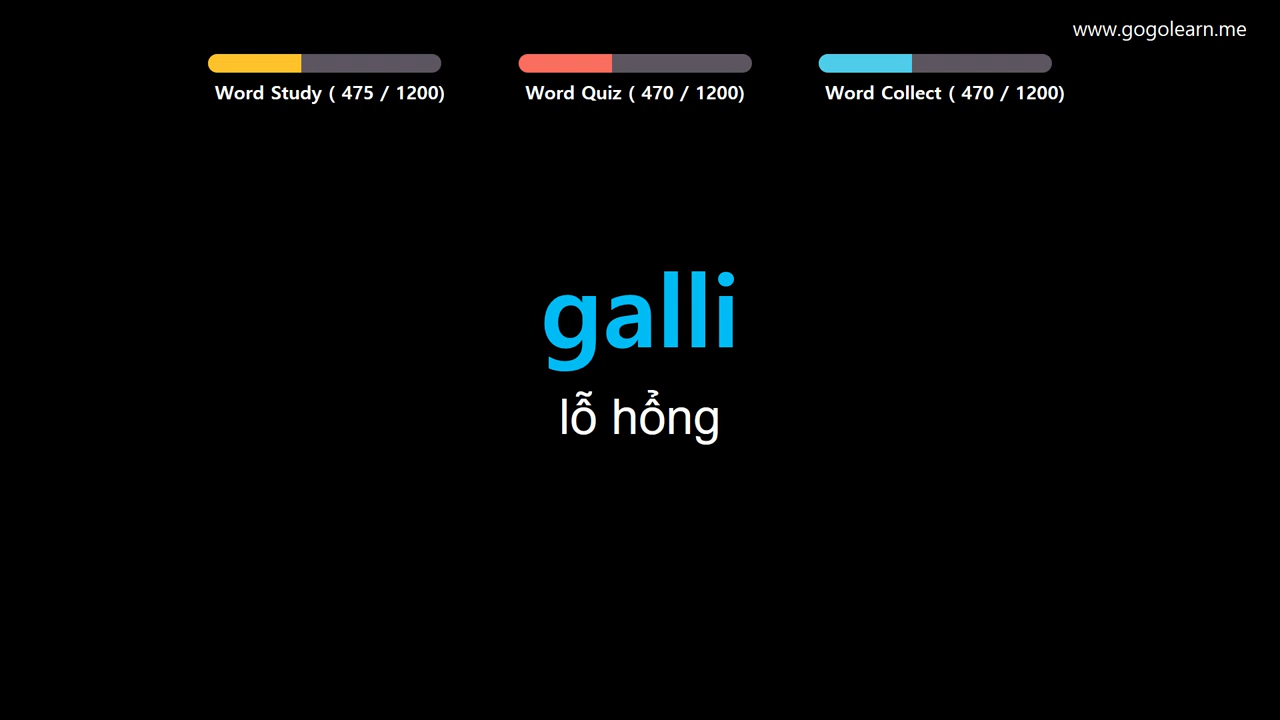 www.gogolearn.me
Word Study ( 475 / 1200)
Word Quiz ( 470 / 1200)
Word Collect ( 470 / 1200)
galli
lỗ hổng